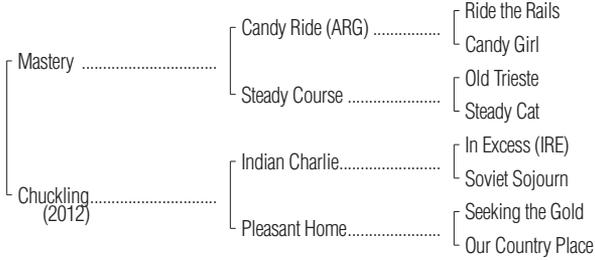 Ride the Rails
Candy Ride (ARG) ................
Candy Girl
Mastery ................................
Old Trieste
Steady Course ......................
Steady Cat
In Excess (IRE)
Indian Charlie.......................
Soviet Sojourn
Chuckling..............................
(2012)
Seeking the Gold
Pleasant Home.....................
Our Country Place